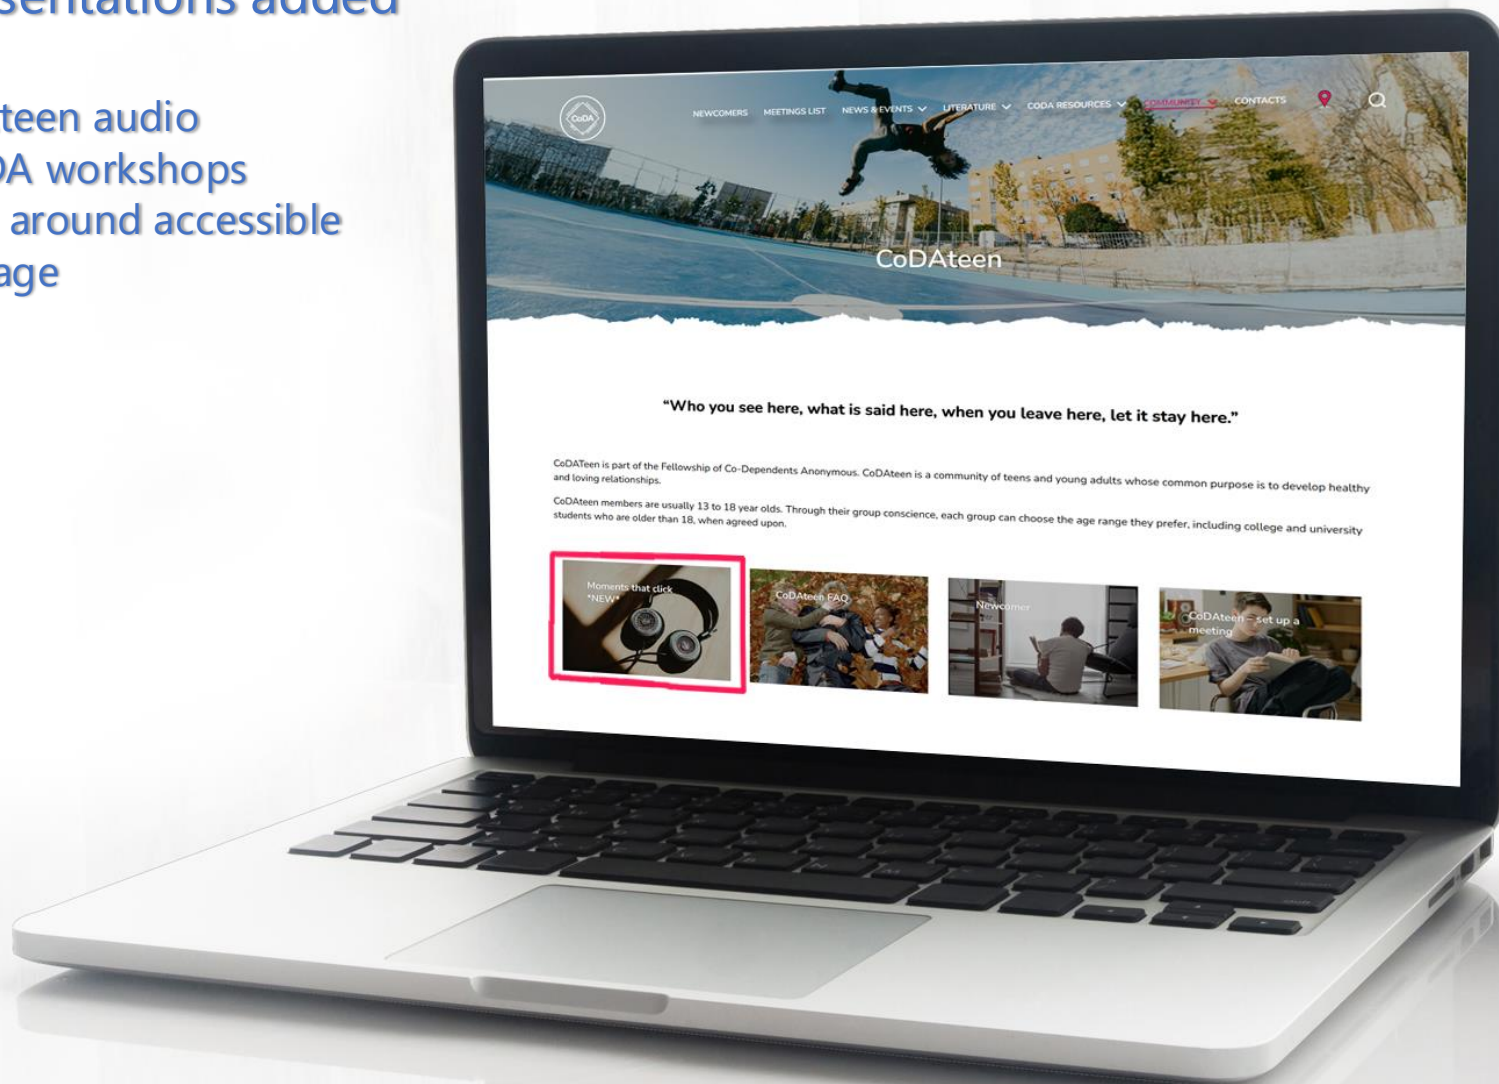 sentations added
teen audio
DA workshops
around accessible
age
CoDA
NEWCOMERS MEETINGS LIST NEWS & EVENTS LITERATURE CODA RESOURCES COMMUNITY CONTACTS
CoDAteen
“Who you see here, what is said here, when you leave here, let it stay here.”
CoDATeen is part of the Fellowship of Co-Dependents Anonymous. CoDAteen is a community of teens and young adults whose common purpose is to develop healthy
and loving relationships.
CoDAteen members are usually 13 to 18 year olds. Through their group conscience, each group can choose the age range they prefer, including college and university
students who are older than 18, when agreed upon.
Moments that click
*NEW*
CoDAteen FAQ
Newcomer
CoDAteen – set up a
meeting